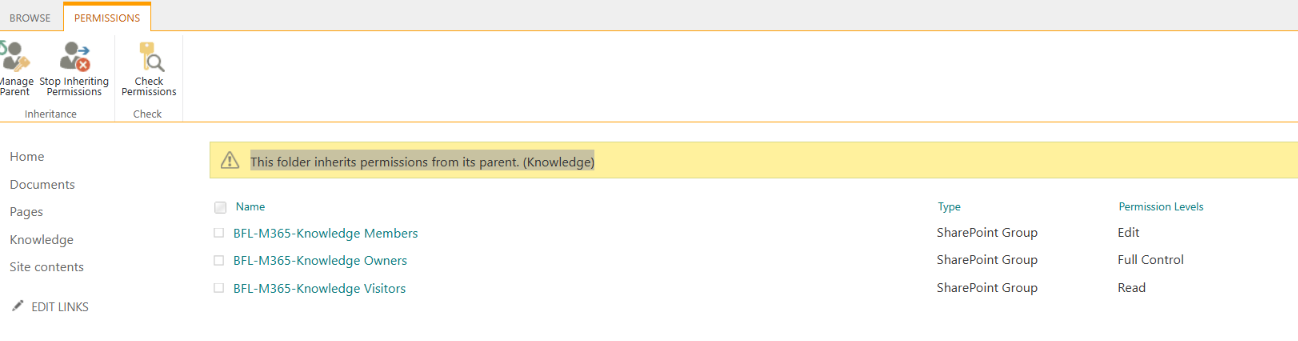 BROWSE PERMISSIONS
Manage Stop Inheriting Check
Parent Permissions Permissions
Inheritance Check
Home
This folder inherits permissions from its parent. (Knowledge)
Documents
Pages
Name Type Permission Levels
Knowledge
BFL-M365-Knowledge Members SharePoint Group Edit
Site contents
BFL-M365-Knowledge Owners SharePoint Group Full Control
BFL-M365-Knowledge Visitors SharePoint Group Read
EDIT LINKS